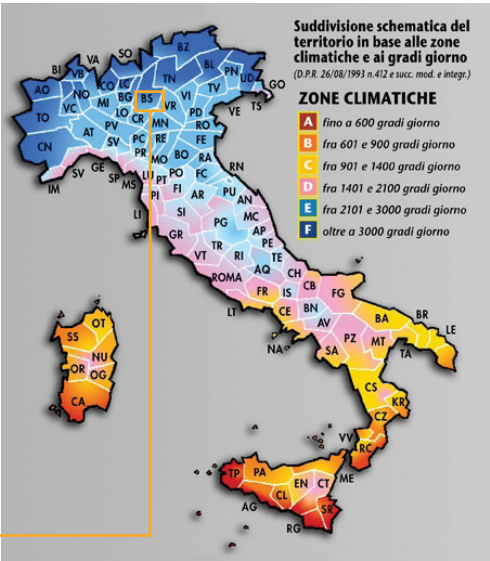 Suddivisione schematica del
territorio in base alle zone
climatiche e ai gradi giorno
(D.P.R. 26/08/1993 n.412 e succ. mod. e integr.)
ZONE CLIMATICHE
A fino a 600 gradi giorno
B fra 601 e 900 gradi giorno
C fra 901 e 1400 gradi giorno
D fra 1401 e 2100 gradi giorno
E fra 2101 e 3000 gradi giorno
F oltre a 3000 gradi giorno
SO BZ
VA
BI VB BL
TN PN UD
AO CO LC GO
NO MI BG BS VI TV
VC VR VE TS
TO LO CR PD
MN RO
AT PV PC RE
CN SV PR MO FE
BO RA
GE LU PT PO FC RN
IM SV SP MS PI FI
AR PU AN
LI SI MC
PG AP
GR PE
TR RI TE
VT AQ
ROMA CH
IS CB FG
LT FR
CE BN BA BR
AV LE
NA PZ MT
SA TA
OT
SS
NU CS
OR OG KR
CZ
CA VV
RC
TP PA ME
EN CT
CL
AG SR
RG